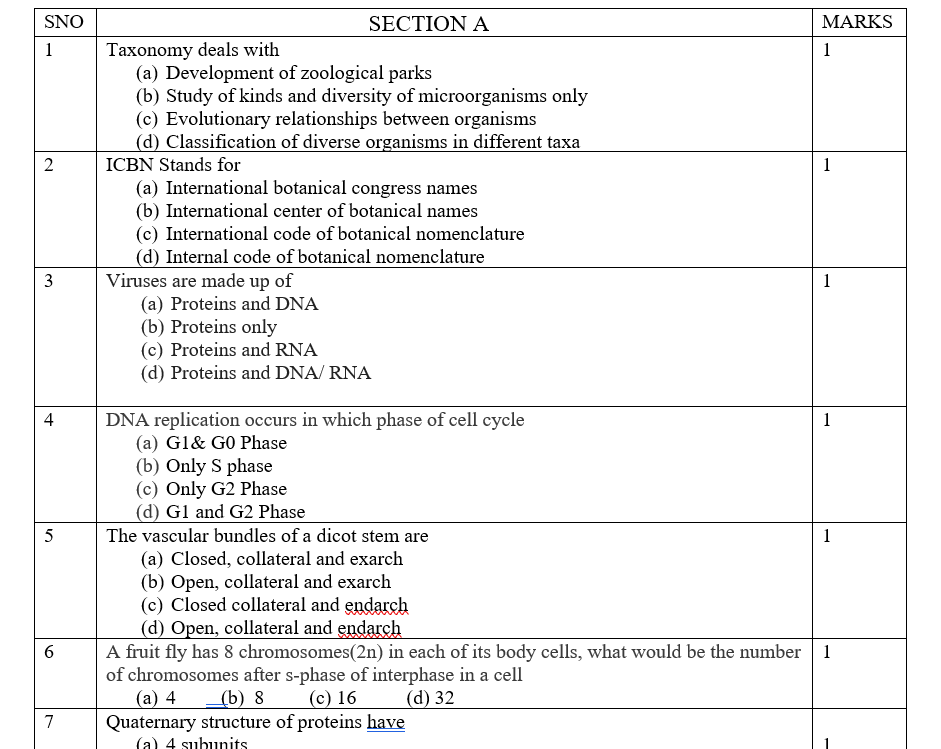 SNO SECTION A MARKS
1 Taxonomy deals with 1
(a) Development of zoological parks
(b) Study of kinds and diversity of microorganisms only
(c) Evolutionary relationships between organisms
(d) Classification of diverse organisms in different taxa
2 ICBN Stands for 1
(a) International botanical congress names
(b) International center of botanical names
(c) International code of botanical nomenclature
(d) Internal code of botanical nomenclature
3 Viruses are made up of 1
(a) Proteins and DNA
(b) Proteins only
(c) Proteins and RNA
(d) Proteins and DNA/ RNA
4 DNA replication occurs in which phase of cell cycle 1
(a) G1& G0 Phase
(b) Only S phase
(c) Only G2 Phase
(d) G1 and G2 Phase
5 The vascular bundles of a dicot stem are 1
(a) Closed, collateral and exarch
(b) Open, collateral and exarch
(c) Closed collateral and endarch
(d) Open, collateral and endarch
6 A fruit fly has 8 chromosomes(2n) in each of its body cells, what would be the number 1
of chromosomes after s-phase of interphase in a cell
(a) 4 (b) 8 (c) 16 (d) 32
7 Quaternary structure of proteins have
(a) 4 subunits 1